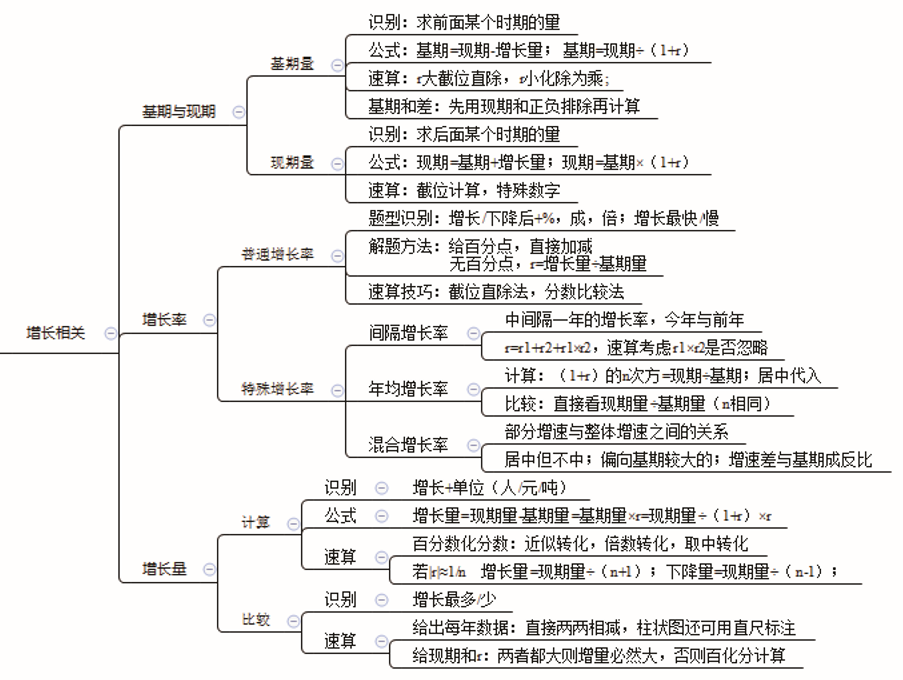 增长相关
基期与现期
基期量
识别：求前面某个时期的量
公式：基期=现期-增长量； 基期=现期÷（1+r）
速算：r大截位直除，r小化除为乘;
基期和差：先用现期和正负排除再计算
现期量
识别：求后面某个时期的量
公式：现期=基期+增长量；现期=基期×（1+r）
速算：截位计算，特殊数字
增长率
普通增长率
题型识别：增长/下降后+%，成，倍；增长最快/慢
解题方法：给百分点，直接加减
无百分点，r=增长量÷基期量
速算技巧：截位直除法，分数比较法
特殊增长率
间隔增长率
中间隔一年的增长率，今年与前年
r=r1+r2+r1×r2，速算考虑r1×r2是否忽略
年均增长率
计算：（1+r）的n次方=现期÷基期；居中代入
比较：直接看现期量÷基期量（n相同）
混合增长率
部分增速与整体增速之间的关系
居中但不中；偏向基期较大的；增速差与基期成反比
增长量
计算
识别
增长+单位（人/元/吨）
公式
增长量=现期量-基期量=基期量×r=现期量÷（1+r）×r
速算
百分数化分数：近似转化，倍数转化，取中转化
若|r|≈1/n 增长量=现期量÷（n+1）；下降量=现期量÷（n-1）；
比较
识别
增长最多/少
速算
给出每年数据：直接两两相减，柱状图还可用直尺标注
给现期和r：两者都大则增量必然大，否则百化分计算